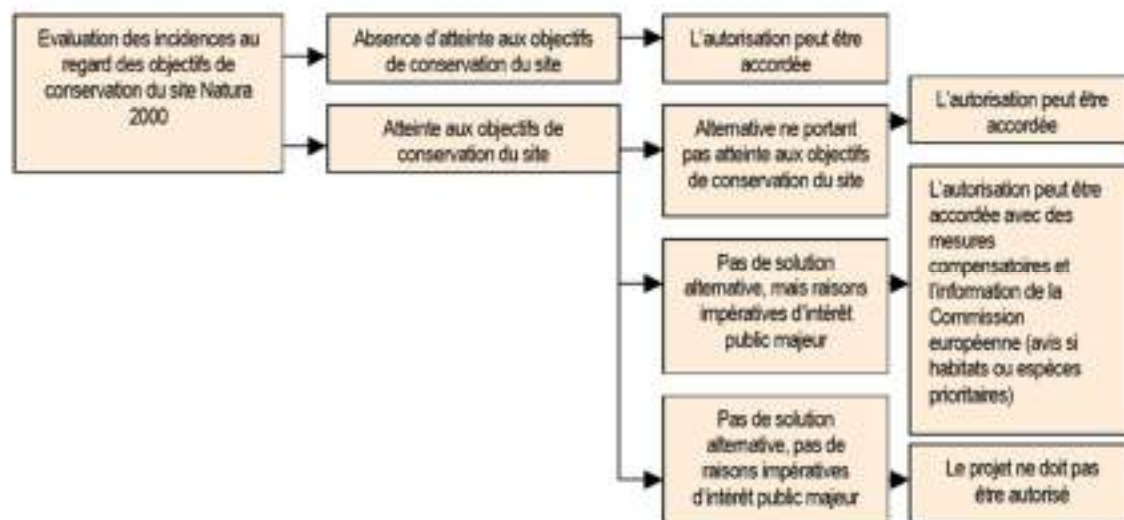 Evaluation des incidences au
regard des objectifs de
conservation du site Natura
2000
Absence d'atteinte aux objectifs
de conservation du site
L'autorisation peut être
accordée
Atteinte aux objectifs de
conservation du site
Alternative ne portant
pas atteinte aux objectifs
de conservation du site
L'autorisation peut être
accordée
Pas de solution
alternative, mais raisons
impératives d'intérêt
public majeur
L'autorisation peut être
accordée avec des
mesures
compensatoires et
l'information de la
Commission
européenne (avis si
habitats ou espèces
prioritaires)
Pas de solution
alternative, pas de
raisons impératives
d'intérêt public majeur
Le projet ne doit pas
être autorisé